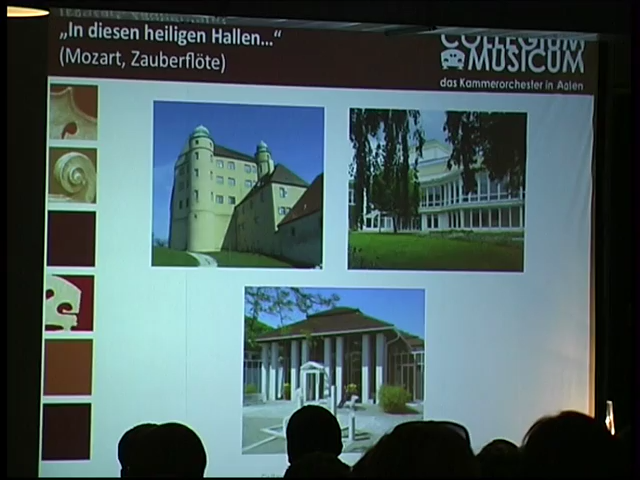 „In diesen heiligen Hallen...“
(Mozart, Zauberflöte)
COLLEGIUM
MUSICUM
das Kammerorchester in Aalen